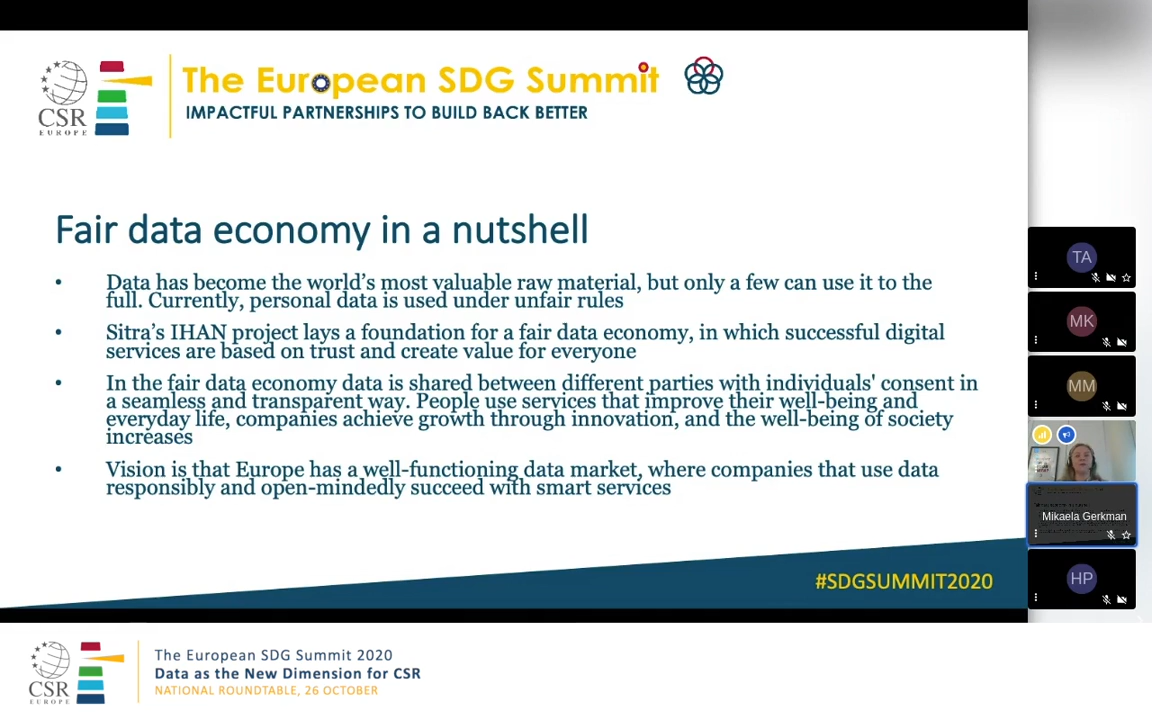 CSR
EUROPE
The European SDG Summit
IMPACTFUL PARTNERSHIPS TO BUILD BACK BETTER
Fair data economy in a nutshell
• Data has become the world’s most valuable raw material, but only a few can use it to the
full. Currently, personal data is used under unfair rules
• Sitra’s IHAN project lays a foundation for a fair data economy, in which successful digital
services are based on trust and create value for everyone
• In the fair data economy data is shared between different parties with individuals' consent in
a seamless and transparent way. People use services that improve their well-being and
everyday life, companies achieve growth through innovation, and the well-being of society
increases
• Vision is that Europe has a well-functioning data market, where companies that use data
responsibly and open-mindedly succeed with smart services
#SDGSUMMIT2020
TA
MK
MM
Mikaela Gerkman
HP
CSR
EUROPE
The European SDG Summit 2020
Data as the New Dimension for CSR
NATIONAL ROUNDTABLE, 26 OCTOBER